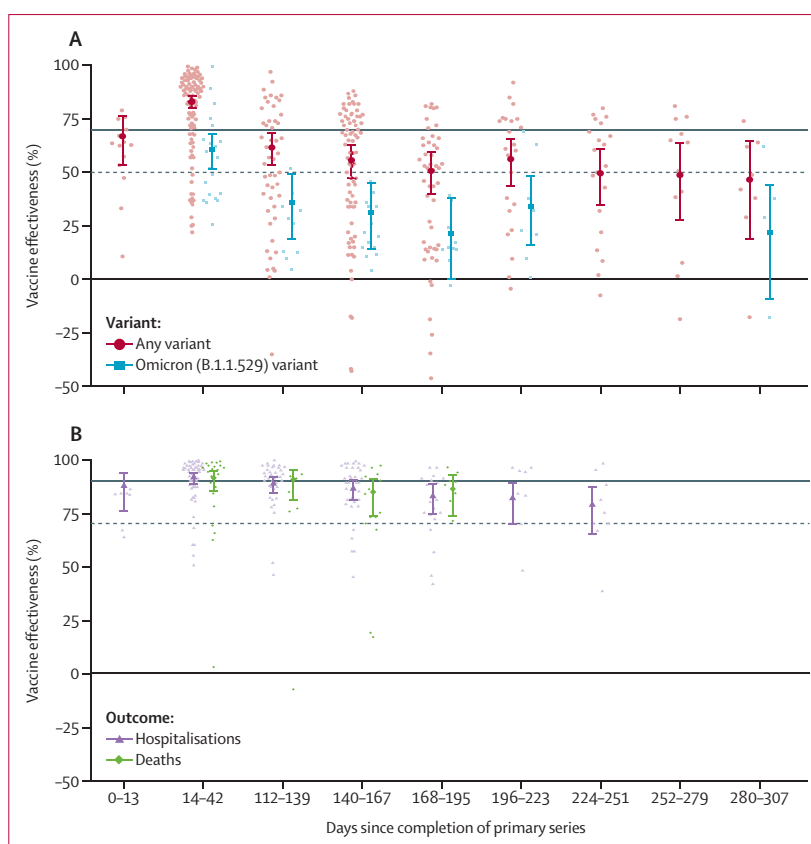 A
100
75
50
25
0
–25
–50
Vaccine effectiveness (%)
Variant:
Any variant
Omicron (B.1.1.529) variant
B
100
75
50
25
0
–25
–50
Vaccine effectiveness (%)
Outcome:
Hospitalisations
Deaths
0–13 14–42 112–139 140–167 168–195 196–223 224–251 252–279 280–307
Days since completion of primary series